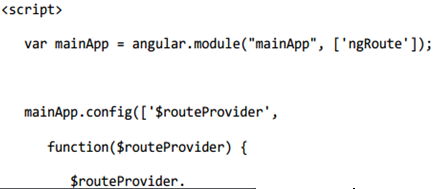 <script>
var mainApp = angular.module("mainApp", ['ngRoute']);
mainApp.config(['$routeProvider',
function($routeProvider) {
$routeProvider.